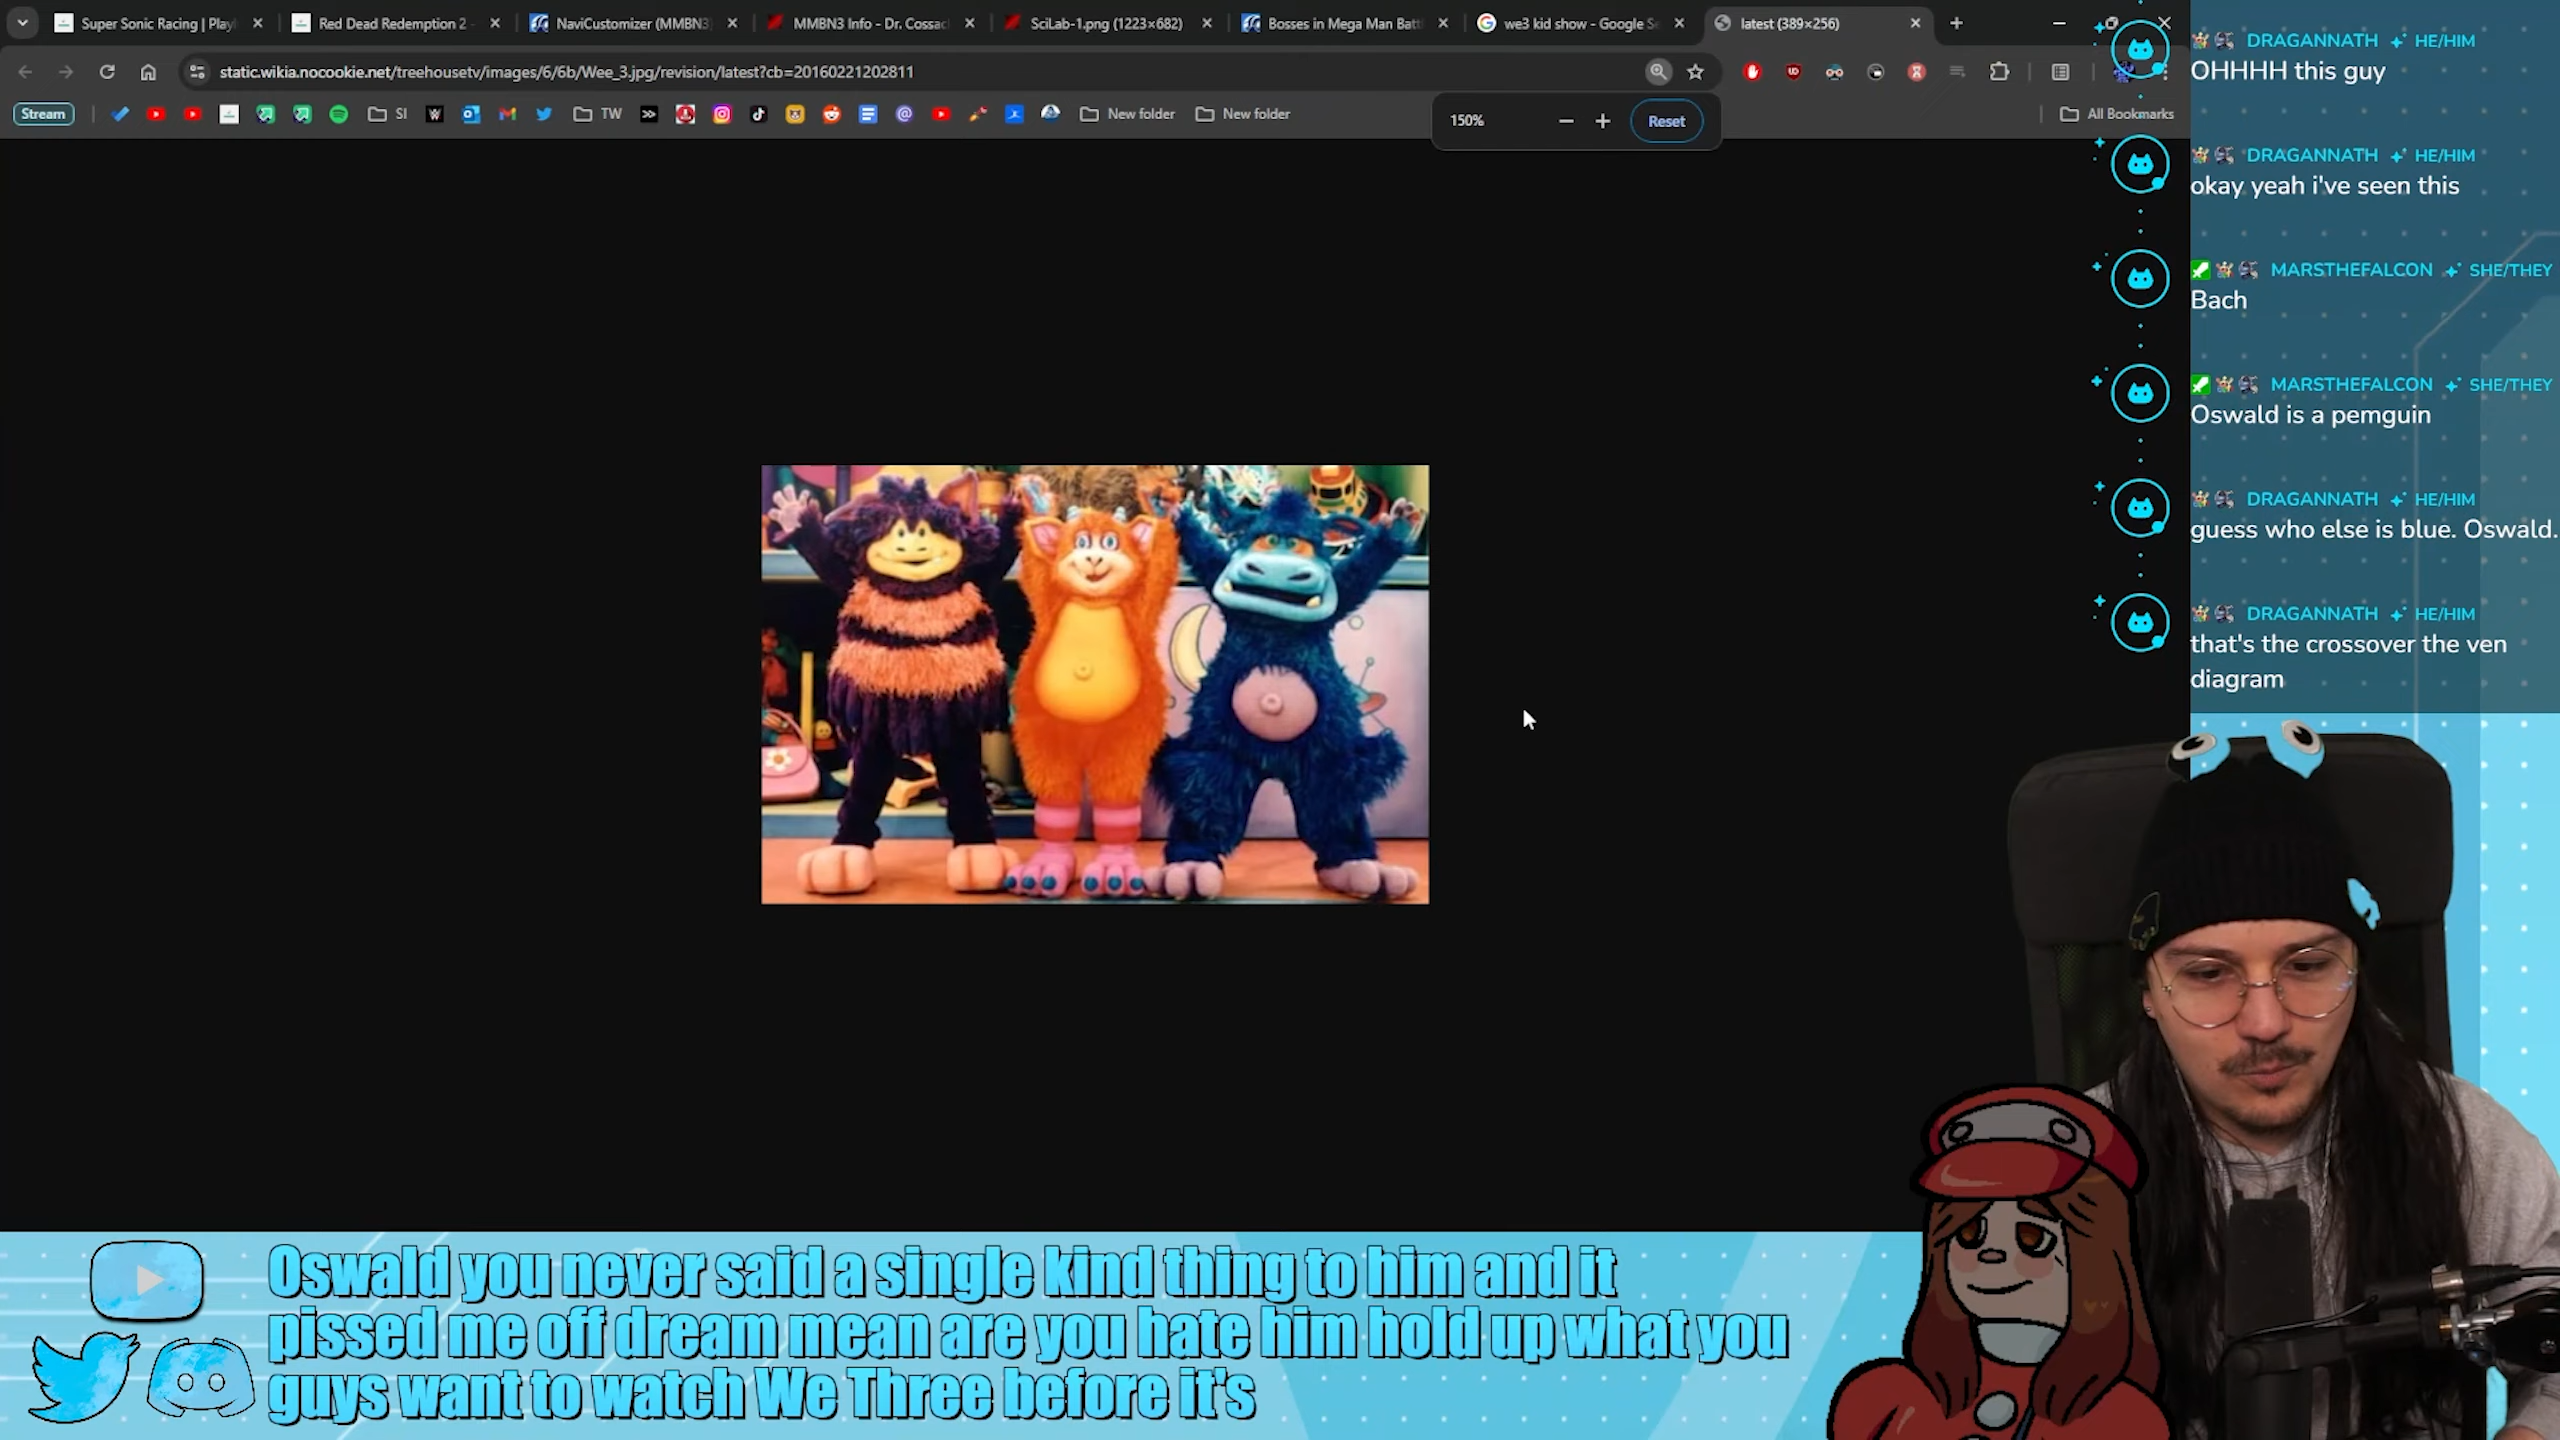 Super Sonic Racing | Play
Red Dead Redemption 2 -
NaviCustomizer (MMBN3
MMBN3 Info - Dr. Cossac
SciLab-1.png (1223×682)
Bosses in Mega Man Batt
we3 kid show - Google Se
latest (389×256)
static.wikia.nocookie.net/treehousetv/images/6/6b/Wee_3.jpg/revision/latest?cb=20160221202811
Stream
SI
TW
New folder
New folder
All Bookmarks
150%
Reset
DRAGANNATH HE/HIM
OHHHH this guy
DRAGANNATH HE/HIM
okay yeah i've seen this
MARSTHEFALCON SHE/THEY
Bach
MARSTHEFALCON SHE/THEY
Oswald is a pemguin
DRAGANNATH HE/HIM
guess who else is blue. Oswald.
DRAGANNATH HE/HIM
that's the crossover the ven
diagram
Oswald you never said a single kind thing to him and it
pissed me off dream mean are you hate him hold up what you
guys want to watch We Three before it's